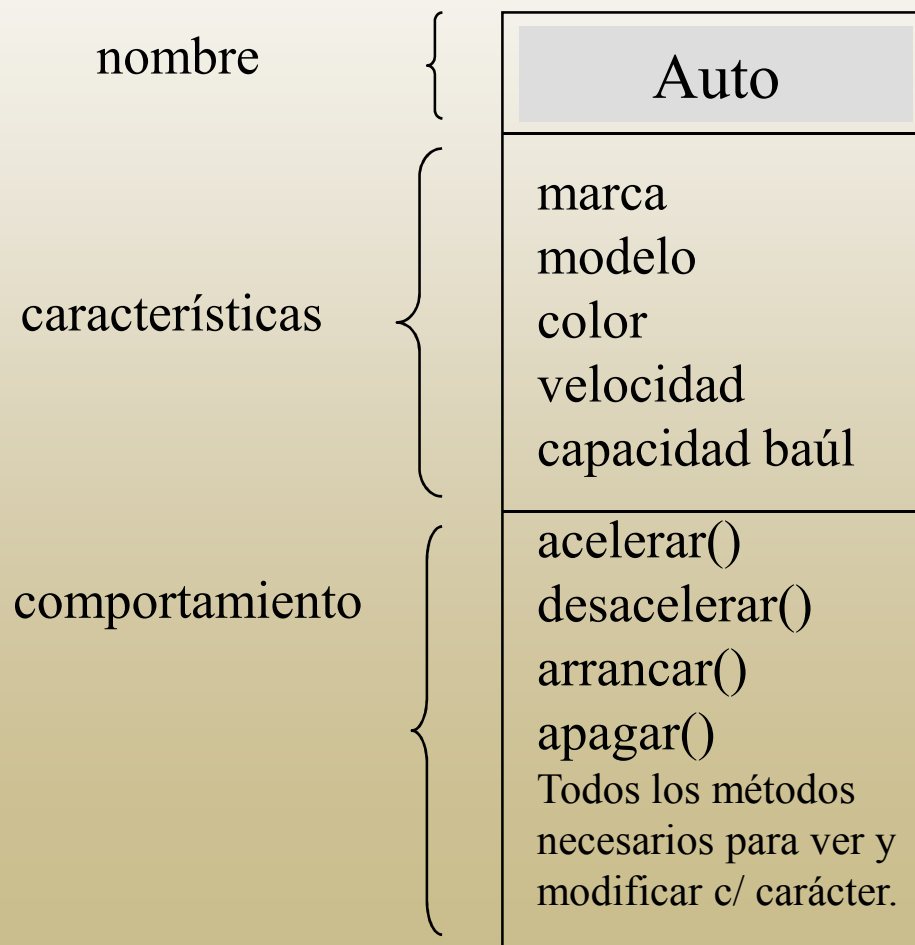 nombre
Auto
características
marca
modelo
color
velocidad
capacidad baúl
comportamiento
acelerar()
desacelerar()
arrancar()
apagar()
Todos los métodos
necesarios para ver y
modificar c/ carácter.